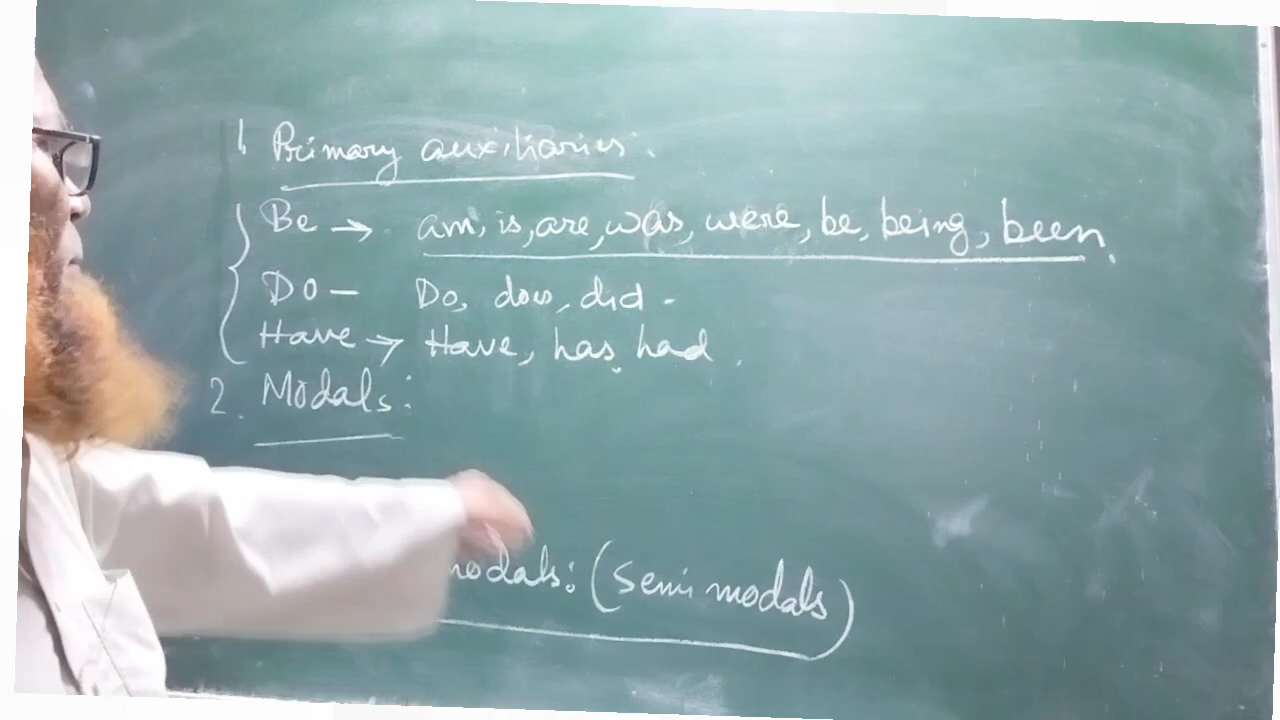 1 Primary auxiliaries.
Be → am, is, are, was, were, be, being, been.
Do – Do, does, did -
Have → Have, has, had.
2. Modals:
modals: (Semi modals)